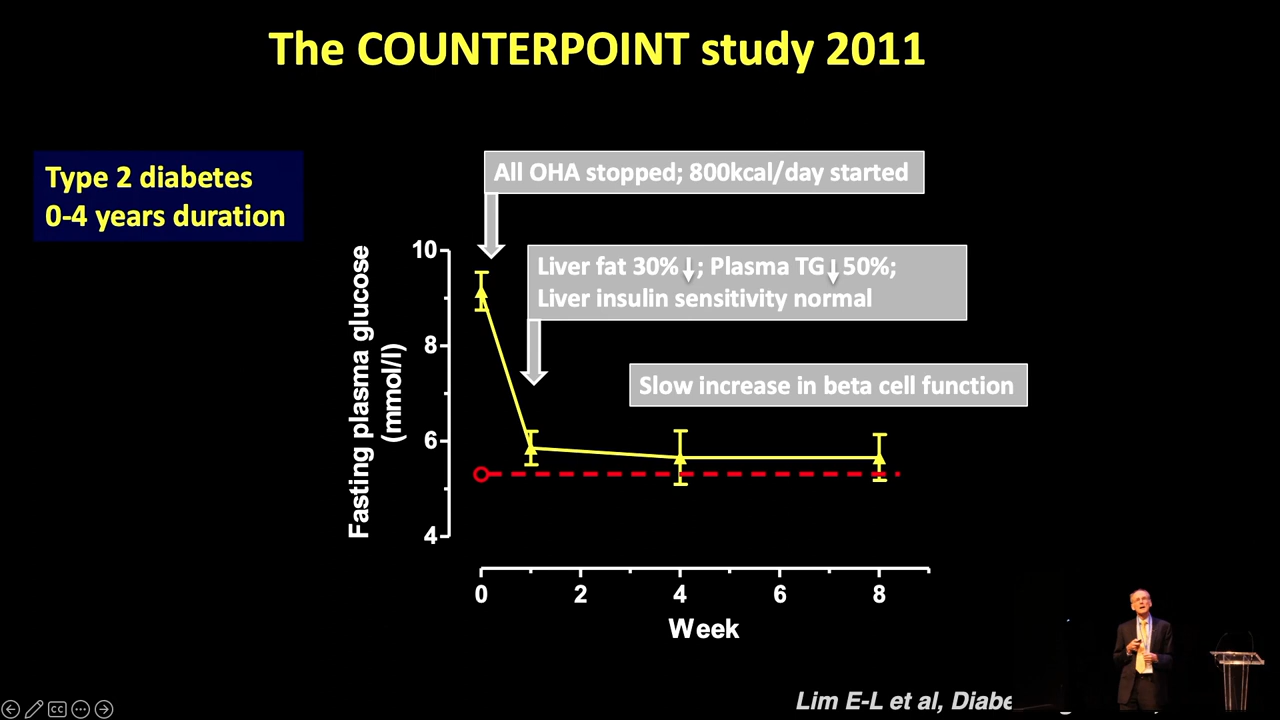 The COUNTERPOINT study 2011
Type 2 diabetes
0-4 years duration
All OHA stopped; 800kcal/day started
Liver fat 30% ; Plasma TG 50%;
Liver insulin sensitivity normal
Slow increase in beta cell function
Fasting plasma glucose
(mmol/l)
10
8
6
4
0 2 4 6 8
Week
Lim E-L et al,
CC